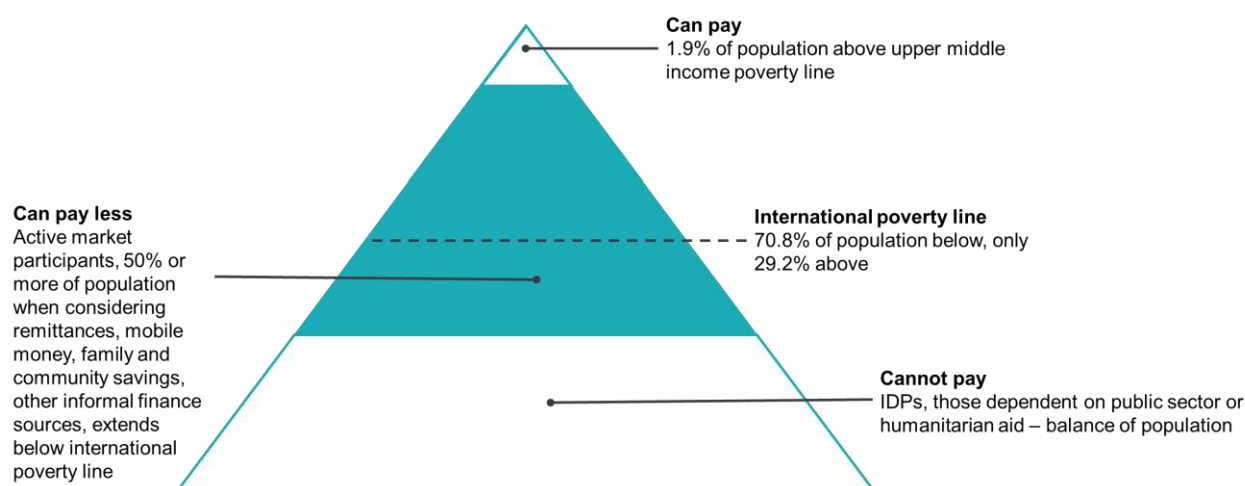 Can pay
1.9% of population above upper middle
income poverty line
Can pay less
Active market
participants, 50% or
more of population
when considering
remittances, mobile
money, family and
community savings,
other informal finance
sources, extends
below international
poverty line
International poverty line
70.8% of population below, only
29.2% above
Cannot pay
IDPs, those dependent on public sector or
humanitarian aid – balance of population